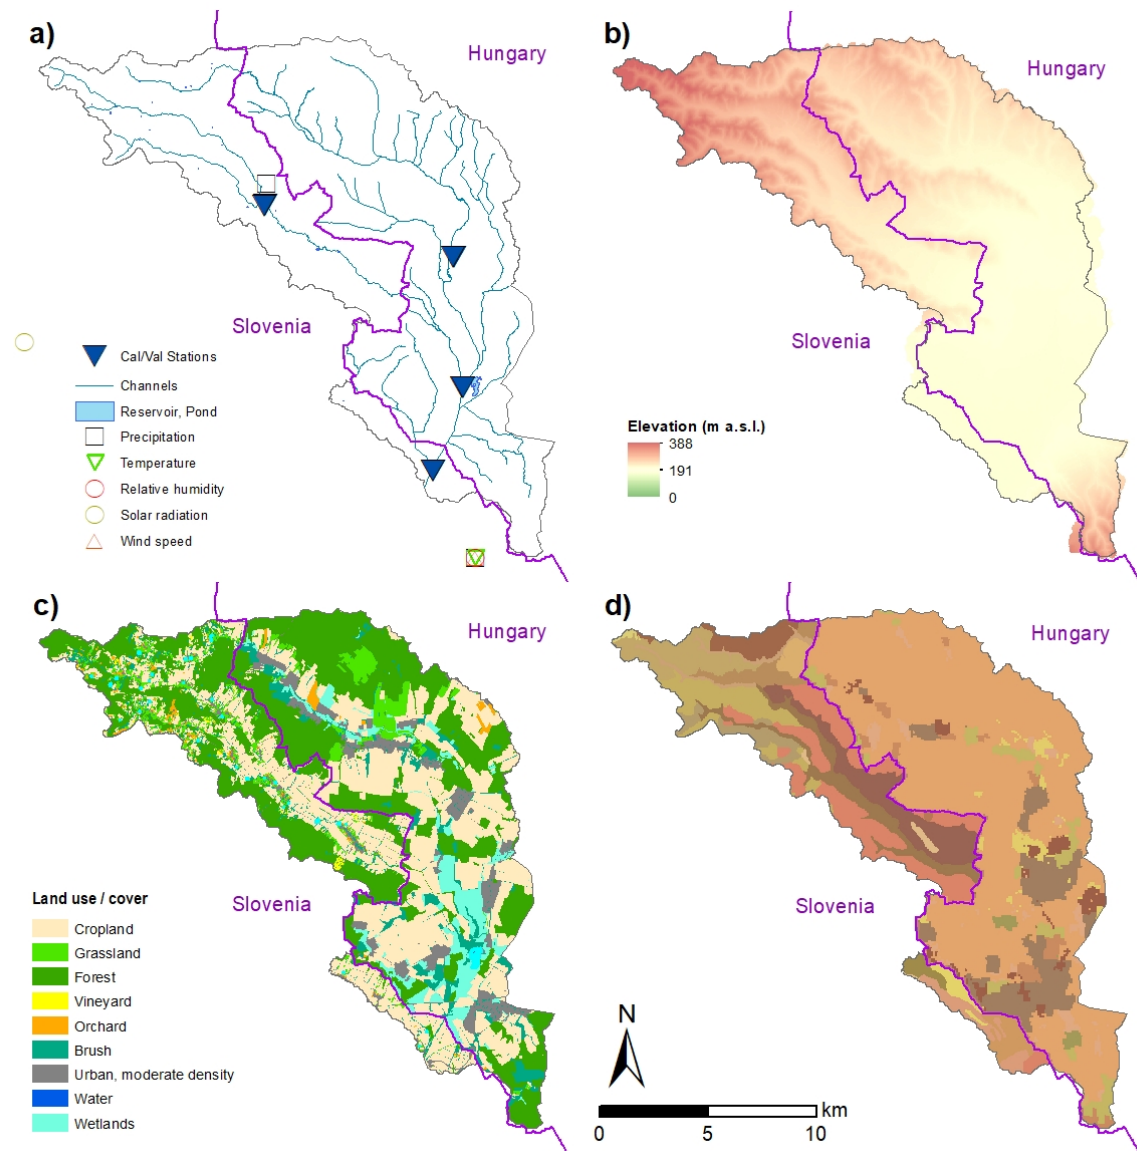 a)
Hungary
Slovenia
Cal/Val Stations
Channels
Reservoir, Pond
Precipitation
Temperature
Relative humidity
Solar radiation
Wind speed
b)
Hungary
Slovenia
Elevation (m a.s.l.)
388
191
0
c)
Hungary
Slovenia
Land use / cover
Cropland
Grassland
Forest
Vineyard
Orchard
Brush
Urban, moderate density
Water
Wetlands
d)
Hungary
Slovenia
N
km
0 5 10